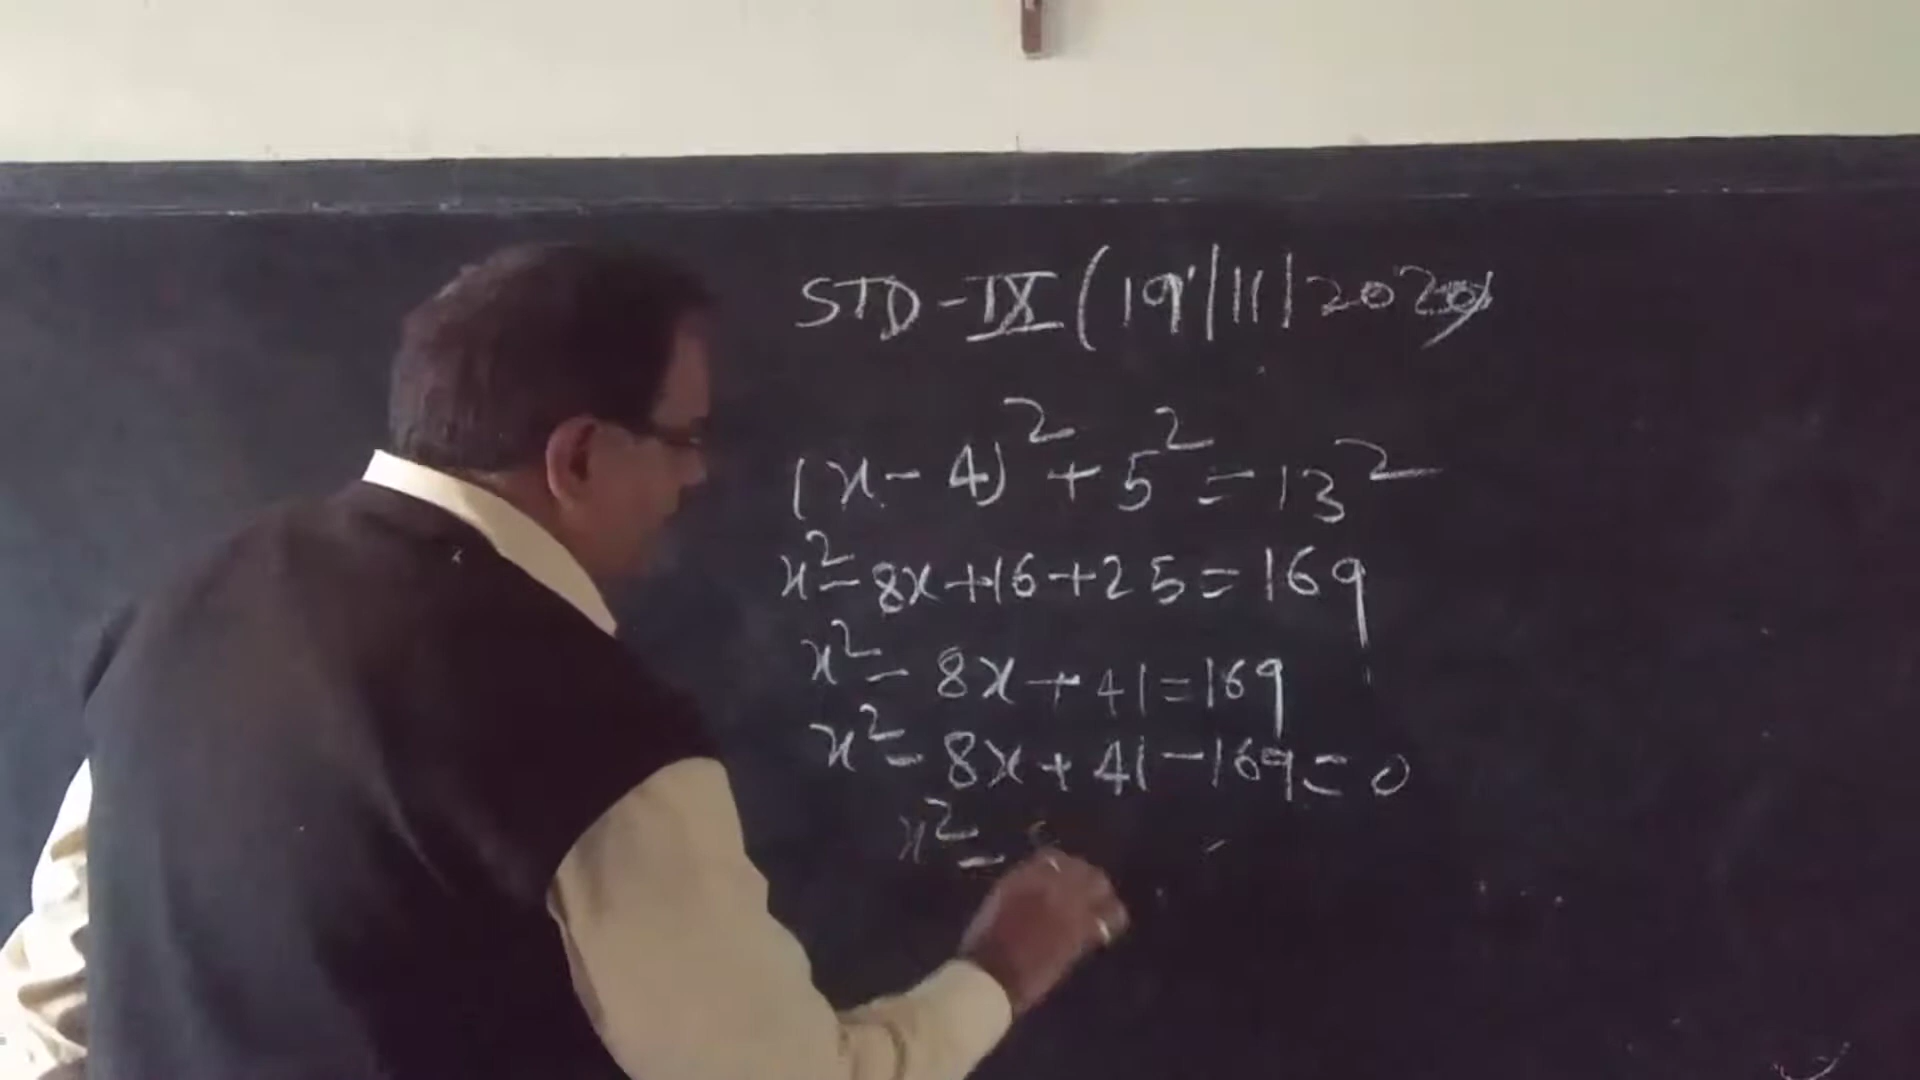 STD-IX (19/11/2020)
(x-4)²+5²=13²
x²-8x+16+25=169
x²-8x+41=169
x²-8x+41-169=0
x²-